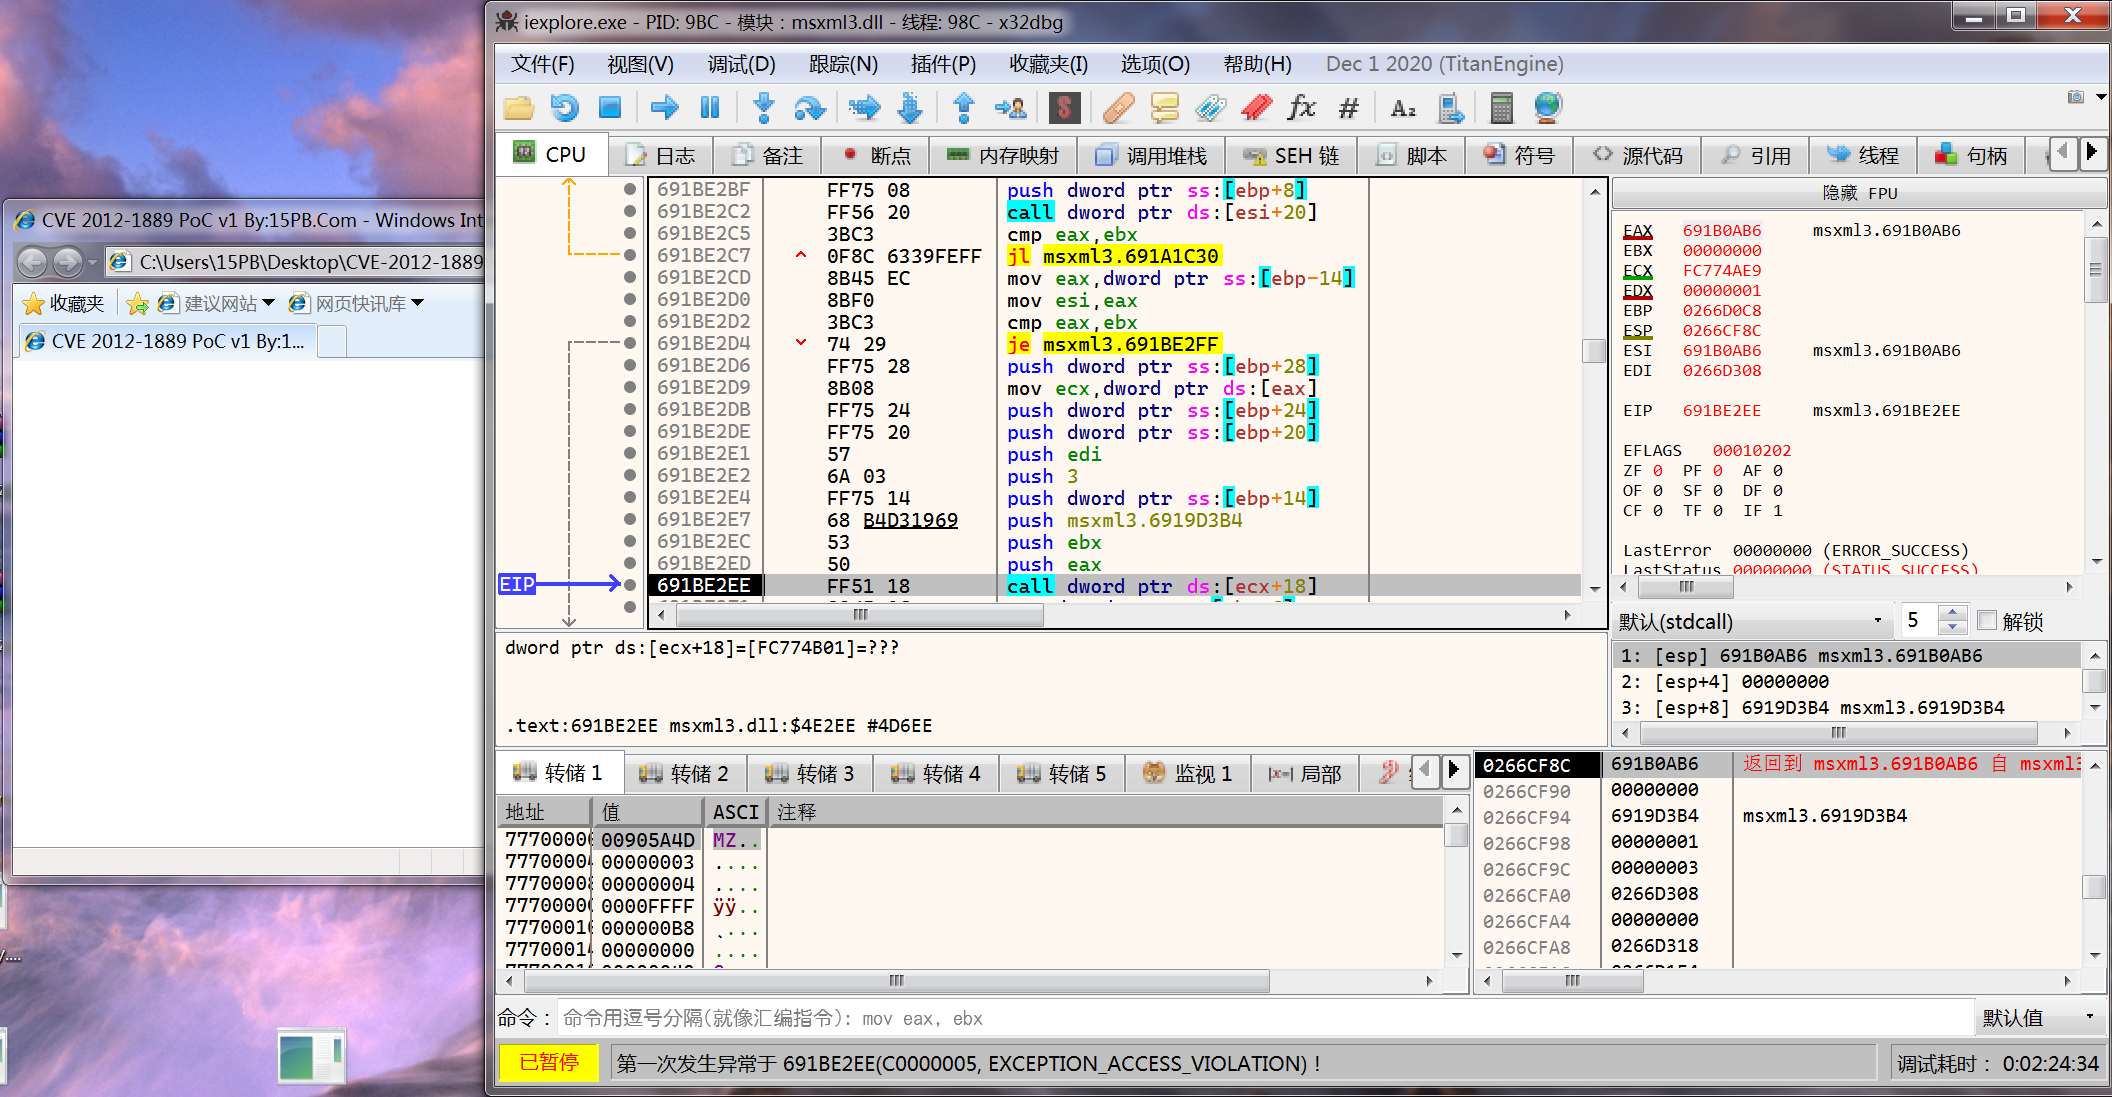 CVE 2012-1889 PoC v1 By:15PB.Com - Windows Int
C:\Users\15PB\Desktop\CVE-2012-1889
收藏夹 建议网站 网页快讯库
CVE 2012-1889 PoC v1 By:1...
iexplore.exe - PID: 9BC - 模块：msxml3.dll - 线程: 98C - x32dbg
文件(F) 视图(V) 调试(D) 跟踪(N) 插件(P) 收藏夹(I) 选项(O) 帮助(H) Dec 1 2020 (TitanEngine)
CPU 日志 备注 断点 内存映射 调用堆栈 SEH 链 脚本 符号 源代码 引用 线程 句柄
691BE2BF FF75 08 push dword ptr ss:[ebp+8]
691BE2C2 FF56 20 call dword ptr ds:[esi+20]
691BE2C5 3BC3 cmp eax,ebx
691BE2C7 0F8C 6339FEFF jl msxml3.691A1C30
691BE2CD 8B45 EC mov eax,dword ptr ss:[ebp-14]
691BE2D0 8BF0 mov esi,eax
691BE2D2 3BC3 cmp eax,ebx
691BE2D4 74 29 je msxml3.691BE2FF
691BE2D6 FF75 28 push dword ptr ss:[ebp+28]
691BE2D9 8B08 mov ecx,dword ptr ds:[eax]
691BE2DB FF75 24 push dword ptr ss:[ebp+24]
691BE2DE FF75 20 push dword ptr ss:[ebp+20]
691BE2E1 57 push edi
691BE2E2 6A 03 push 3
691BE2E4 FF75 14 push dword ptr ss:[ebp+14]
691BE2E7 68 B4D31969 push msxml3.6919D3B4
691BE2EC 53 push ebx
691BE2ED 50 push eax
EIP 691BE2EE FF51 18 call dword ptr ds:[ecx+18]
dword ptr ds:[ecx+18]=[FC774B01]=???
.text:691BE2EE msxml3.dll:$4E2EE #4D6EE
隐藏 FPU
EAX 691B0AB6 msxml3.691B0AB6
EBX 00000000
ECX FC774AE9
EDX 00000001
EBP 0266D0C8
ESP 0266CF8C
ESI 691B0AB6 msxml3.691B0AB6
EDI 0266D308
EIP 691BE2EE msxml3.691BE2EE
EFLAGS 00010202
ZF 0 PF 0 AF 0
OF 0 SF 0 DF 0
CF 0 TF 0 IF 1
LastError 00000000 (ERROR_SUCCESS)
LastStatus 00000000 (STATUS_SUCCESS)
默认(stdcall) 5 解锁
1: [esp] 691B0AB6 msxml3.691B0AB6
2: [esp+4] 00000000
3: [esp+8] 6919D3B4 msxml3.6919D3B4
转储 1 转储 2 转储 3 转储 4 转储 5 监视 1 局部
地址 值 ASCI 注释
7770000 00905A4D MZ..
7770000 00000003 ....
7770000 00000004 ....
7770000 0000FFFF ÿÿ..
7770001 000000B8 ¸...
7770001 00000000 ....
0266CF8C 691B0AB6 返回到 msxml3.691B0AB6 自 msxml3
0266CF90 00000000
0266CF94 6919D3B4 msxml3.6919D3B4
0266CF98 00000001
0266CF9C 00000003
0266CFA0 0266D308
0266CFA4 00000000
0266CFA8 0266D318
命令： 命令用逗号分隔(就像汇编指令): mov eax, ebx 默认值
已暂停 第一次发生异常于 691BE2EE(C0000005, EXCEPTION_ACCESS_VIOLATION)！ 调试耗时： 0:02:24:34